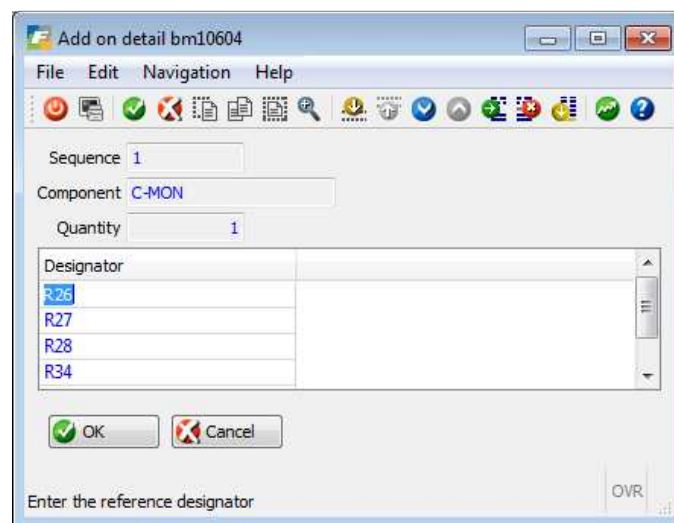 Add on detail bm10604
File Edit Navigation Help
Sequence 1
Component C-MON
Quantity 1
Designator
R26
R27
R28
R34
OK Cancel
Enter the reference designator OVR